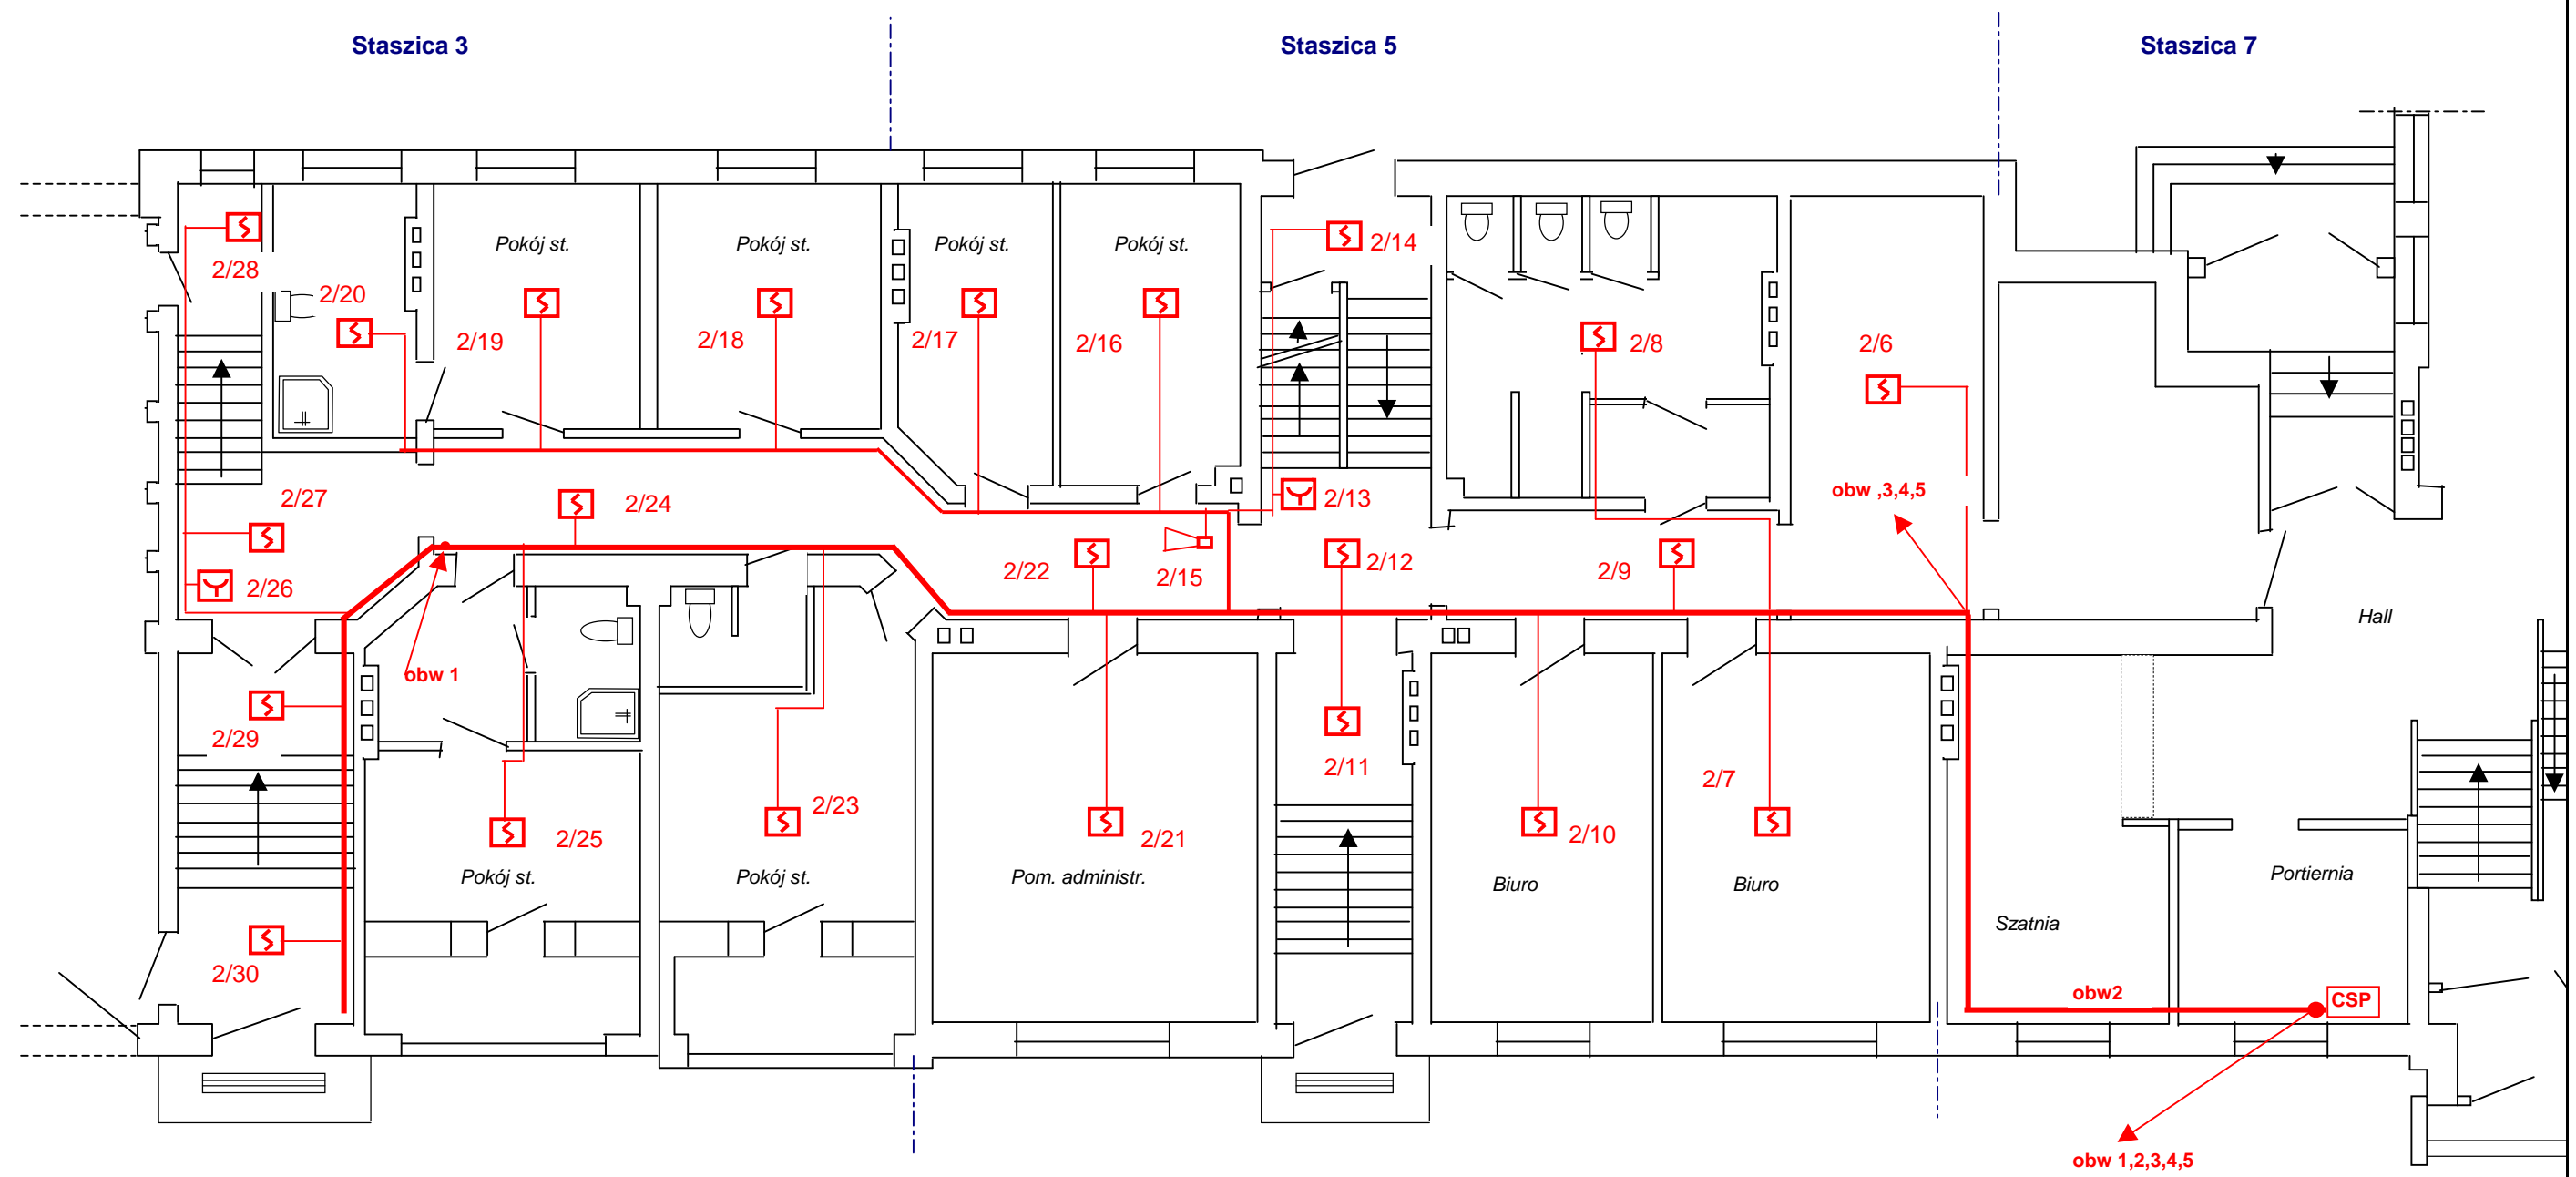 Staszica 3
Staszica 5
Staszica 7
Pokój st.
Pokój st.
Pokój st.
Pokój st.
2/14
2/28
2/20
2/19
2/18
2/17
2/16
2/8
2/6
2/27
2/24
2/13
obw ,3,4,5
2/22
2/15
2/12
2/9
2/26
Hall
obw 1
2/29
2/11
2/7
2/23
2/25
2/21
2/10
Pokój st.
Pokój st.
Pom. administr.
Biuro
Biuro
Portiernia
Szatnia
2/30
obw2
CSP
obw 1,2,3,4,5